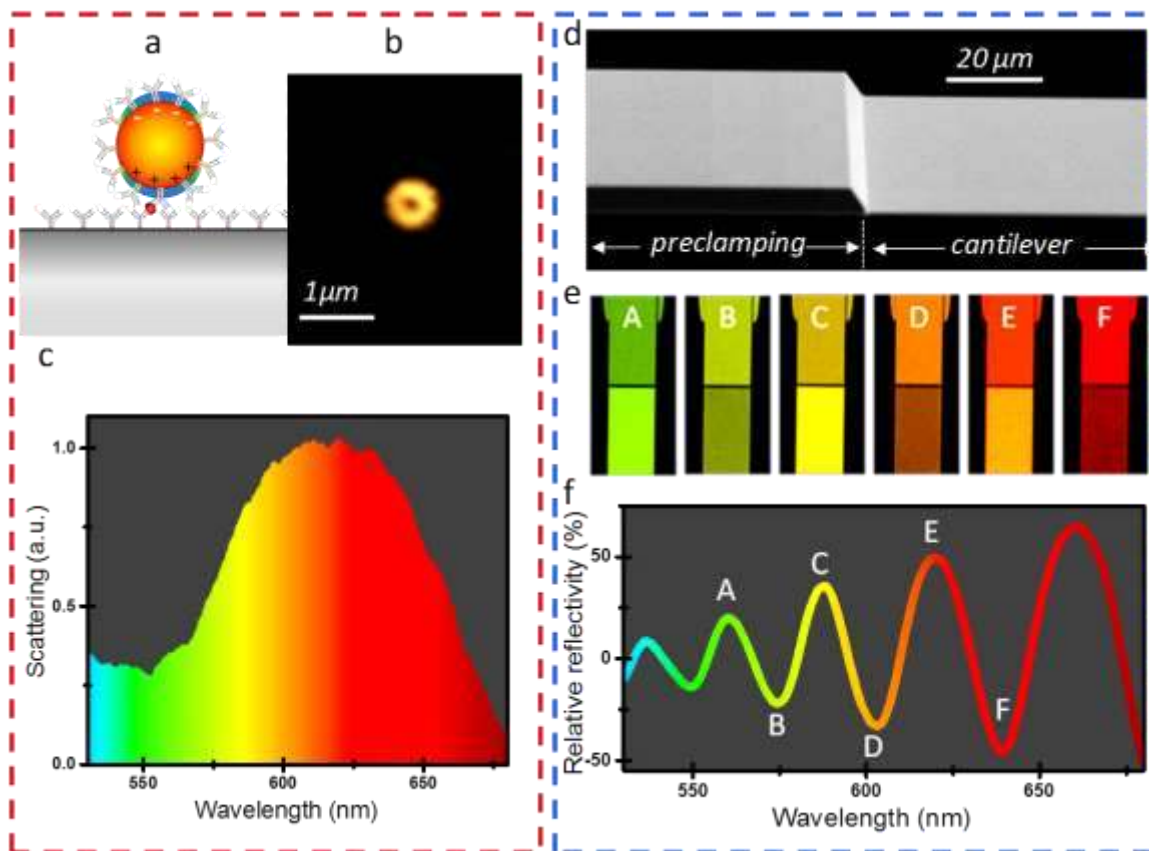 a
b
1µm
c
1.0
0.5
0.0
Scattering (a.u.)
550
600
650
Wavelength (nm)
d
20 µm
preclamping
cantilever
e
A
B
C
D
E
F
f
Relative reflectivity (%)
50
0
-50
A
B
C
D
E
F
550
600
650
Wavelength (nm)